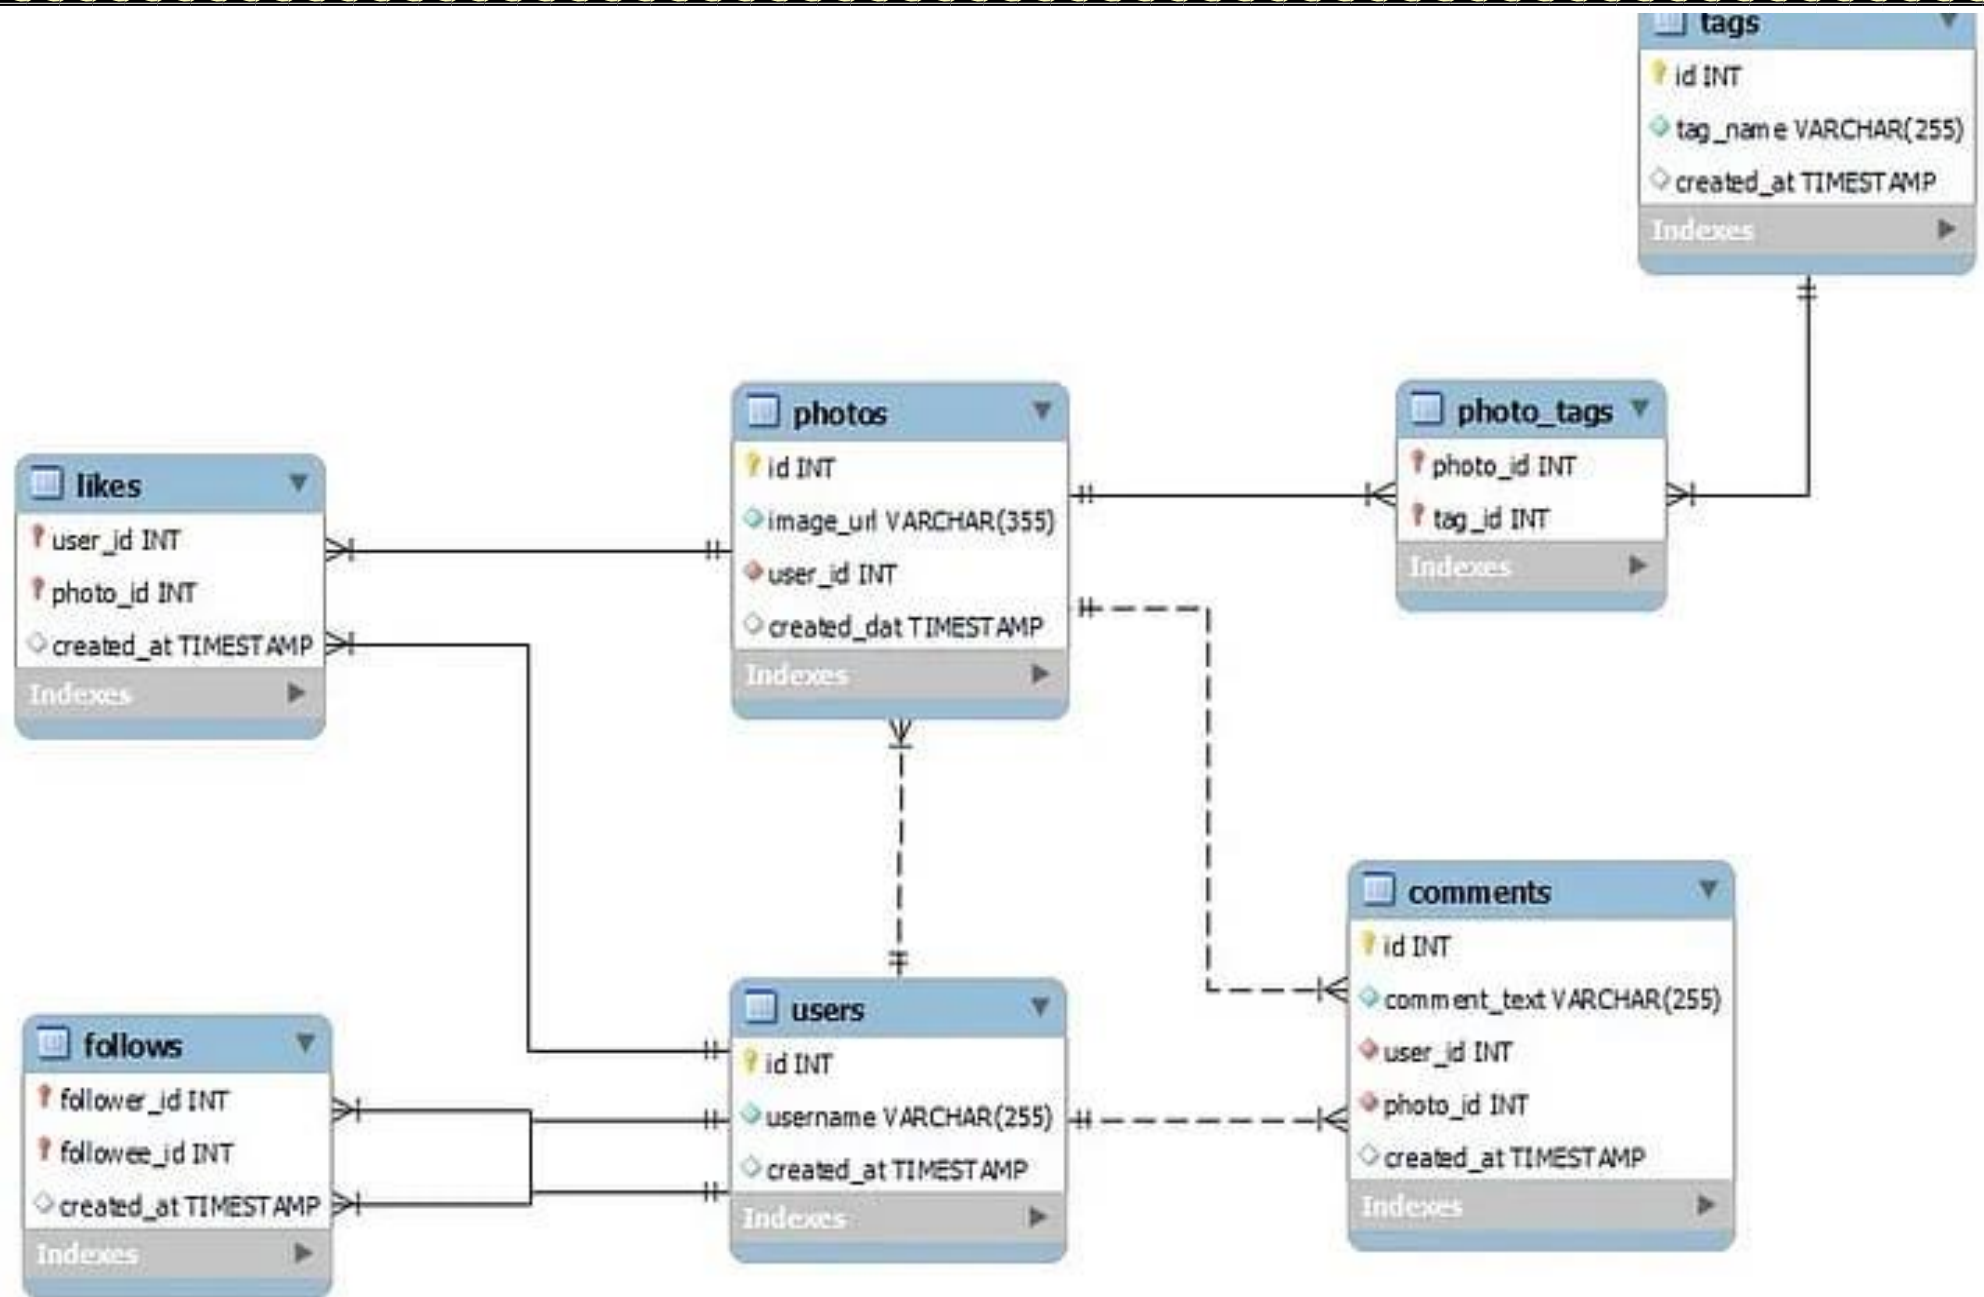 tags
id INT
tag_name VARCHAR(255)
created_at TIMESTAMP
Indexes
photos
id INT
image_url VARCHAR(355)
user_id INT
created_dat TIMESTAMP
Indexes
photo_tags
photo_id INT
tag_id INT
Indexes
likes
user_id INT
photo_id INT
created_at TIMESTAMP
Indexes
comments
id INT
comment_text VARCHAR(255)
user_id INT
photo_id INT
created_at TIMESTAMP
Indexes
users
id INT
username VARCHAR(255)
created_at TIMESTAMP
Indexes
follows
follower_id INT
followee_id INT
created_at TIMESTAMP
Indexes